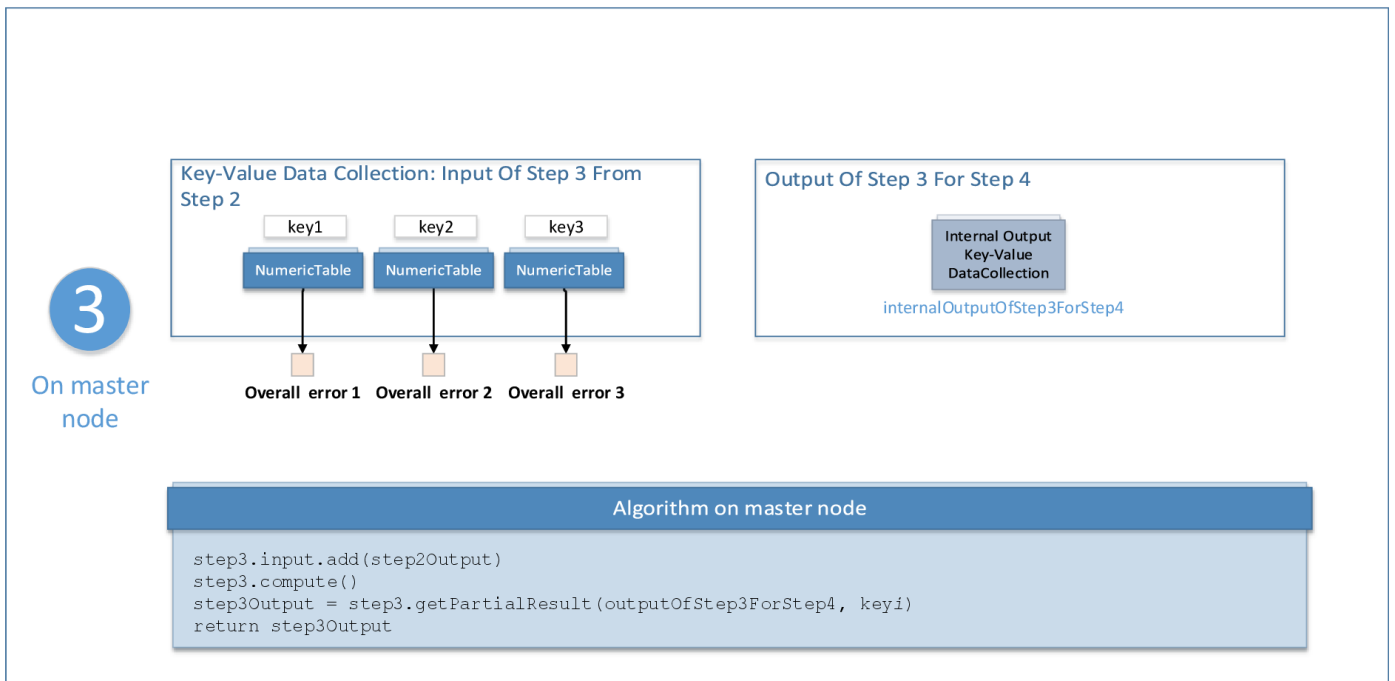 Key-Value Data Collection: Input Of Step 3 From
Step 2
key1
key2
key3
NumericTable
NumericTable
NumericTable
Overall error 1
Overall error 2
Overall error 3
Output Of Step 3 For Step 4
Internal Output
Key-Value
DataCollection
internalOutputOfStep3ForStep4
3
On master
node
Algorithm on master node
step3.input.add(step2Output)
step3.compute()
step3Output = step3.getPartialResult(outputOfStep3ForStep4, keyi)
return step3Output